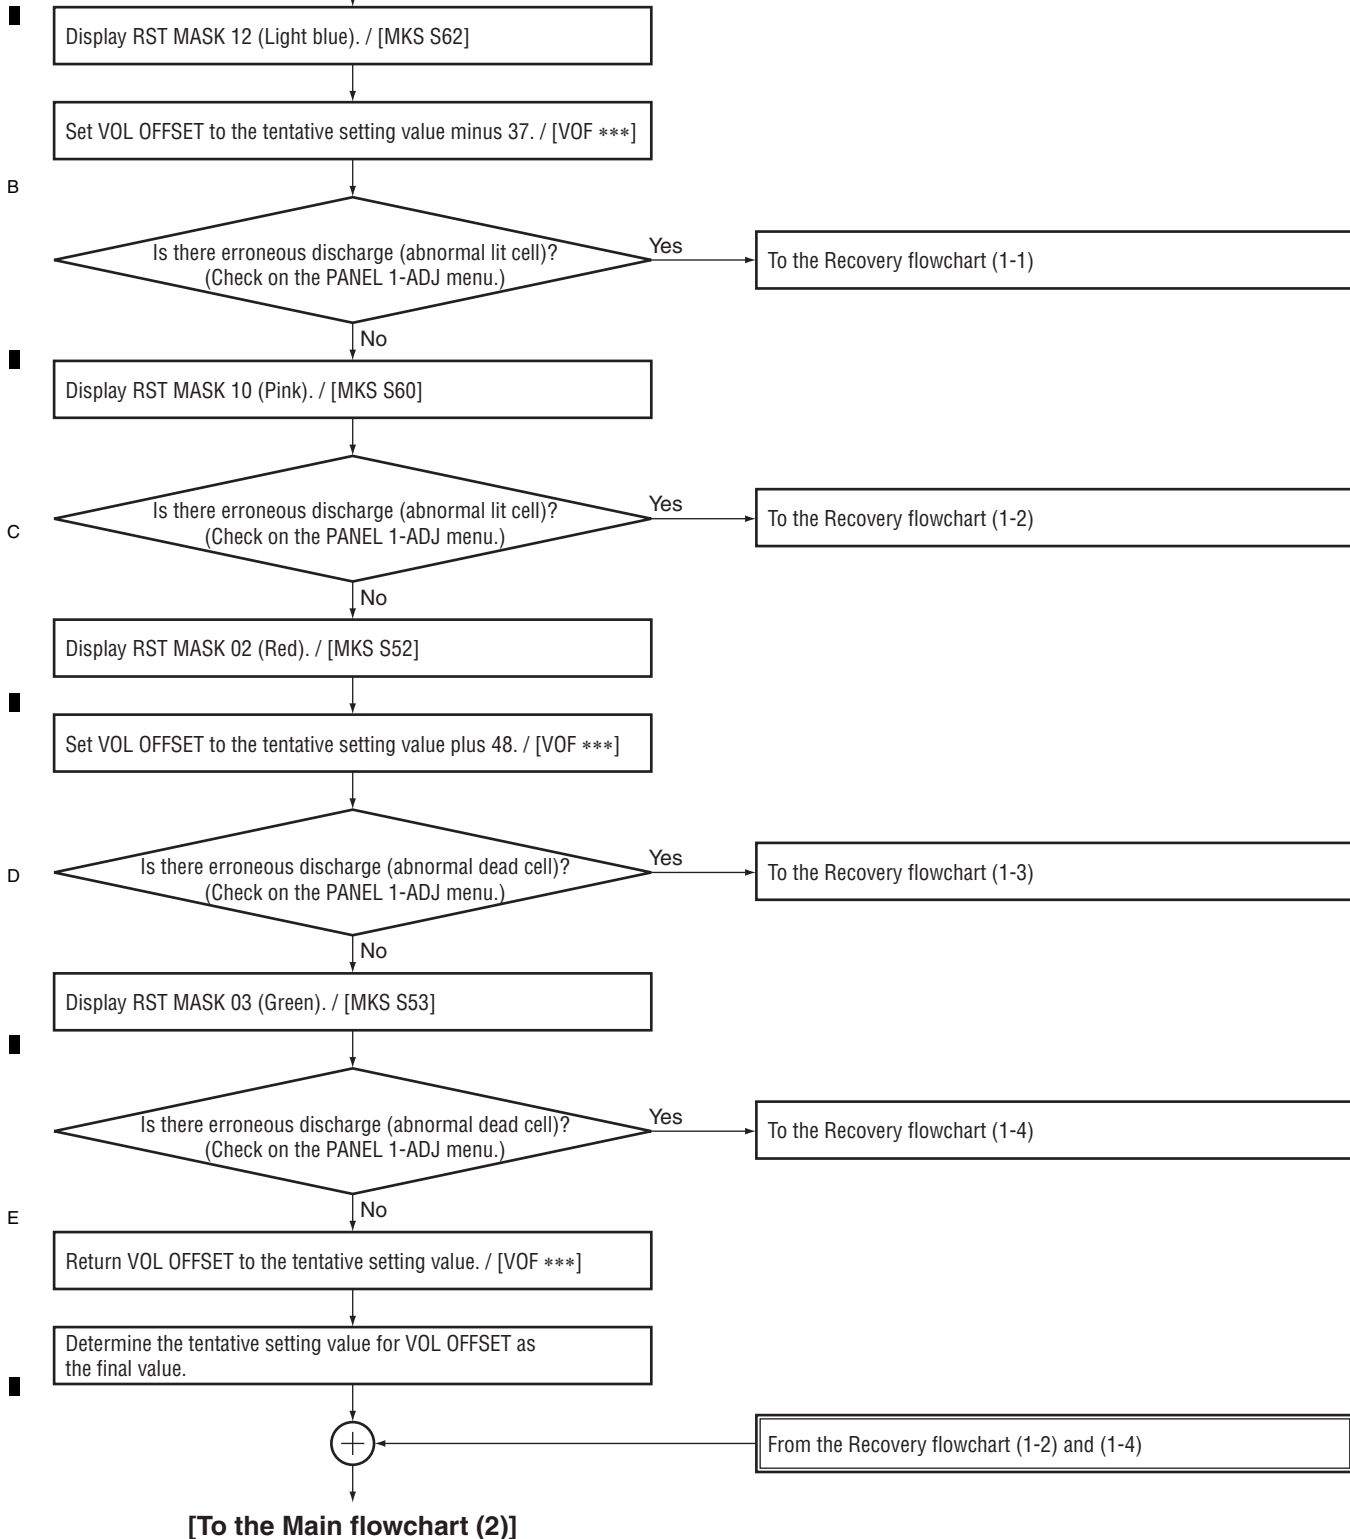 Display RST MASK 12 (Light blue). / [MKS S62]
Set VOL OFFSET to the tentative setting value minus 37. / [VOF ***]
B
Is there erroneous discharge (abnormal lit cell)?
(Check on the PANEL 1-ADJ menu.)
Yes
To the Recovery flowchart (1-1)
No
Display RST MASK 10 (Pink). / [MKS S60]
C
Is there erroneous discharge (abnormal lit cell)?
(Check on the PANEL 1-ADJ menu.)
Yes
To the Recovery flowchart (1-2)
No
Display RST MASK 02 (Red). / [MKS S52]
Set VOL OFFSET to the tentative setting value plus 48. / [VOF ***]
D
Is there erroneous discharge (abnormal dead cell)?
(Check on the PANEL 1-ADJ menu.)
Yes
To the Recovery flowchart (1-3)
No
Display RST MASK 03 (Green). / [MKS S53]
Is there erroneous discharge (abnormal dead cell)?
(Check on the PANEL 1-ADJ menu.)
Yes
To the Recovery flowchart (1-4)
No
E
Return VOL OFFSET to the tentative setting value. / [VOF ***]
Determine the tentative setting value for VOL OFFSET as
the final value.
From the Recovery flowchart (1-2) and (1-4)
[To the Main flowchart (2)]